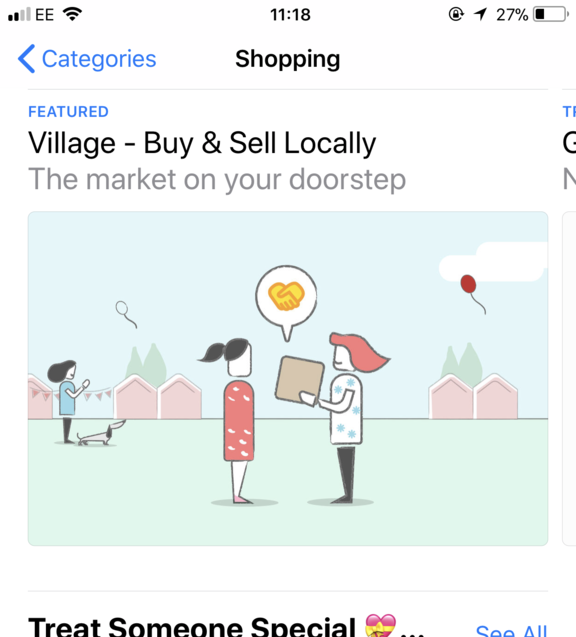 EE 11:18 27%
Categories Shopping
FEATURED
Village - Buy & Sell Locally
The market on your doorstep
Treat Someone Special 💝... See All